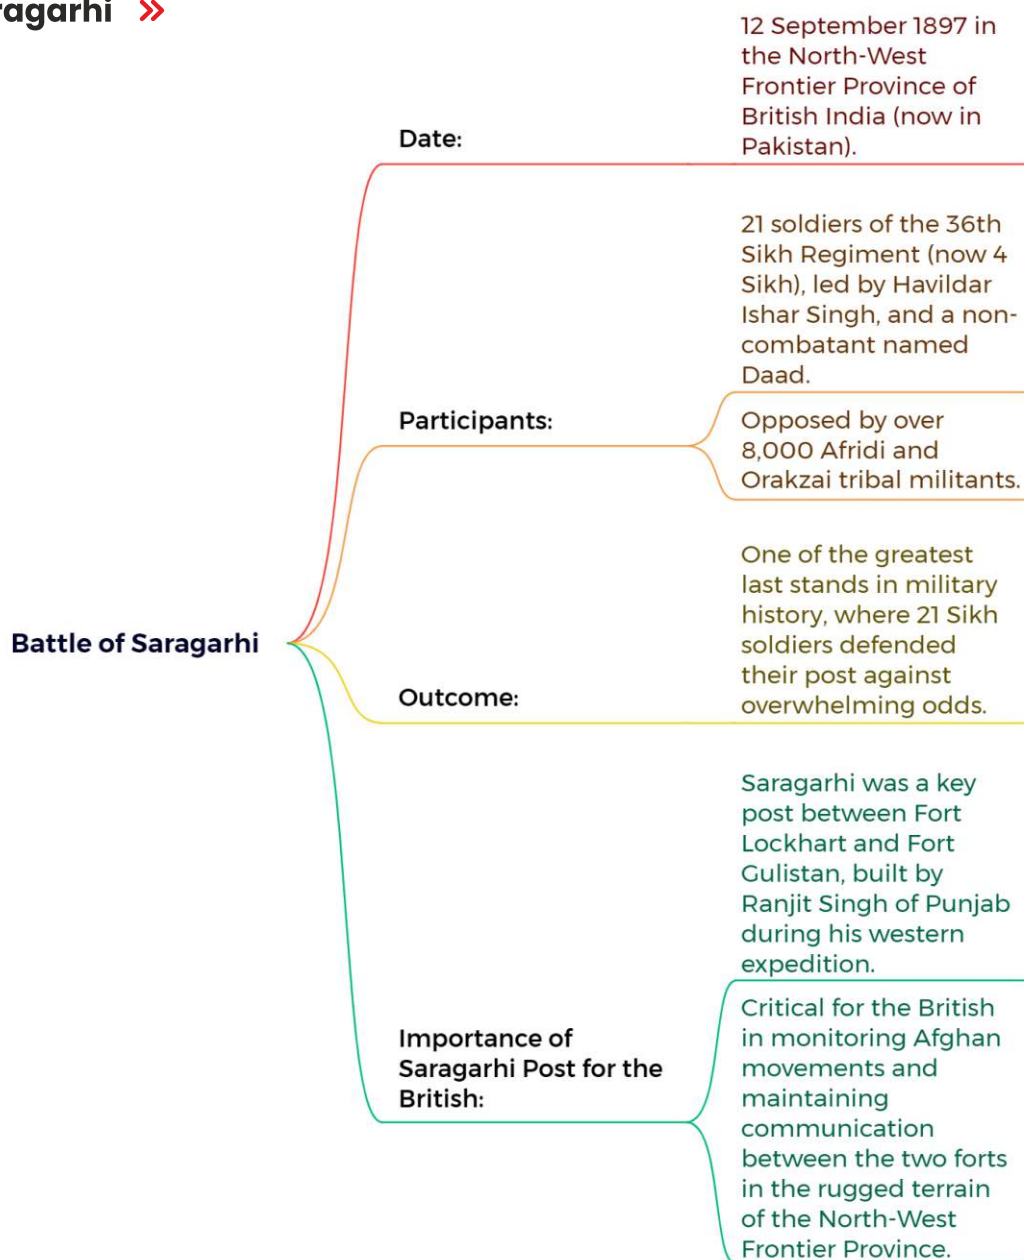 ragarhi
12 September 1897 in
the North-West
Frontier Province of
British India (now in
Pakistan).
Date:
21 soldiers of the 36th
Sikh Regiment (now 4
Sikh), led by Havildar
Ishar Singh, and a non-
combatant named
Daad.
Participants:
Opposed by over
8,000 Afridi and
Orakzai tribal militants.
One of the greatest
last stands in military
history, where 21 Sikh
soldiers defended
their post against
overwhelming odds.
Battle of Saragarhi
Outcome:
Saragarhi was a key
post between Fort
Lockhart and Fort
Gulistan, built by
Ranjit Singh of Punjab
during his western
expedition.
Importance of
Saragarhi Post for the
British:
Critical for the British
in monitoring Afghan
movements and
maintaining
communication
between the two forts
in the rugged terrain
of the North-West
Frontier Province.